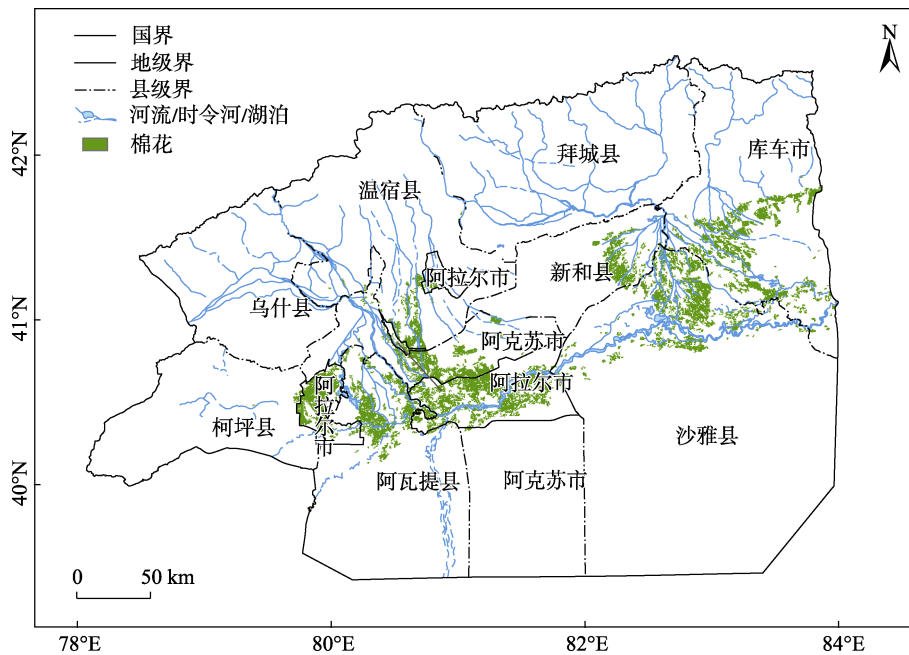 国界
地级界
县级界
河流/时令河/湖泊
棉花
N
42°N
41°N
40°N
拜城县
库车市
温宿县
阿拉尔市
新和县
乌什县
阿克苏市
阿拉尔市
阿拉尔市
柯坪县
沙雅县
阿瓦提县
阿克苏市
0 50 km
78°E 80°E 82°E 84°E